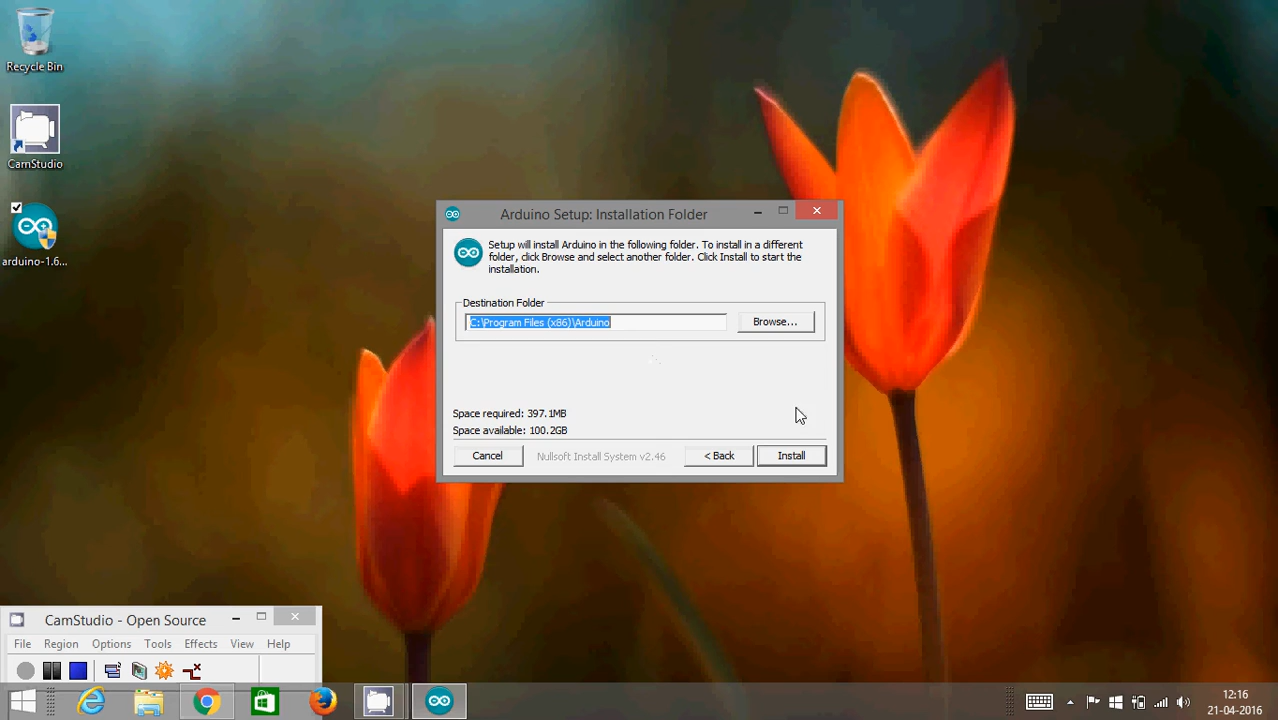 Recycle Bin
CamStudio
arduino-1.6...
Arduino Setup: Installation Folder
Setup will install Arduino in the following folder. To install in a different
folder, click Browse and select another folder. Click Install to start the
installation.
Destination Folder
C:\Program Files (x86)\Arduino
Browse...
Space required: 397.1MB
Space available: 100.2GB
Cancel
Nullsoft Install System v2.46
< Back
Install
CamStudio - Open Source
File Region Options Tools Effects View Help
12:16
21-04-2016